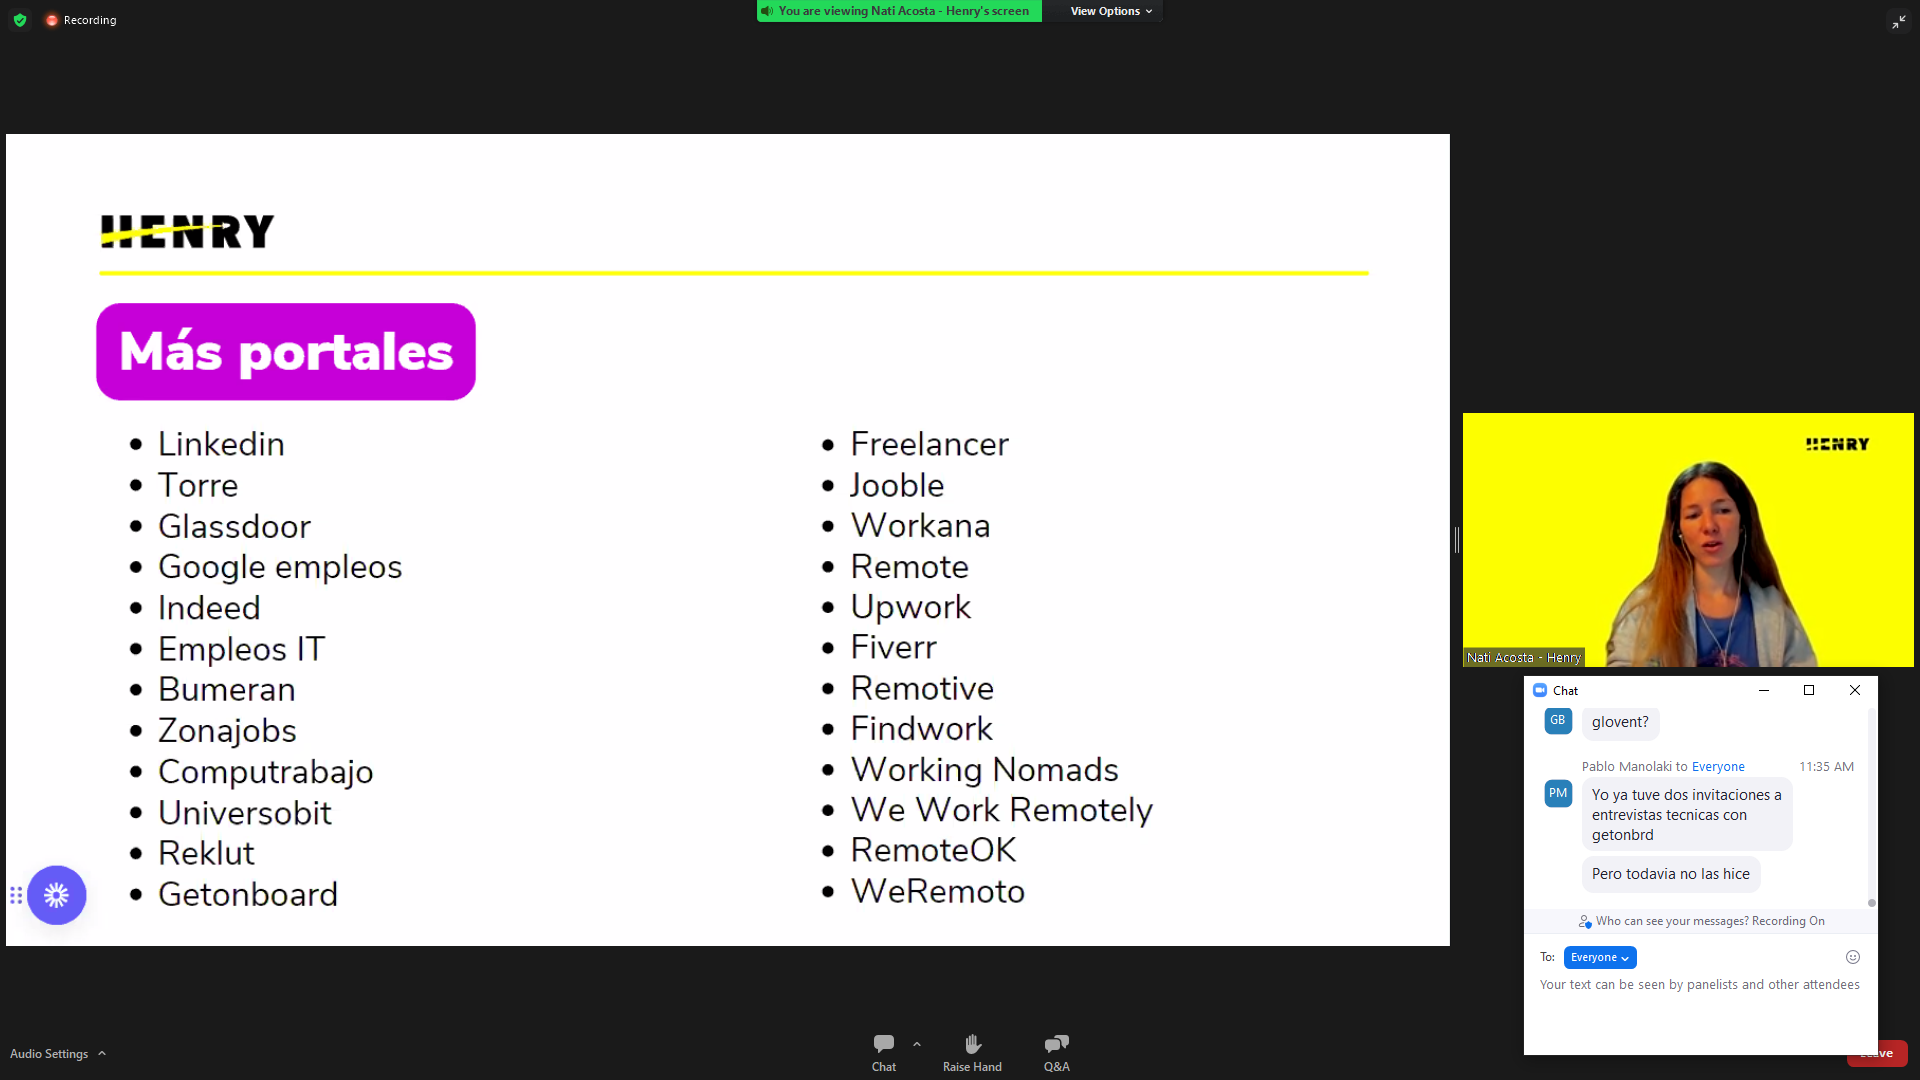 Recording
You are viewing Nati Acosta - Henry's screen
View Options
HENRY
Más portales
Linkedin
Torre
Glassdoor
Google empleos
Indeed
Empleos IT
Bumeran
Zonajobs
Computrabajo
Universobit
Reklut
Getonboard
Freelancer
Jooble
Workana
Remote
Upwork
Fiverr
Remotive
Findwork
Working Nomads
We Work Remotely
RemoteOK
WeRemoto
HENRY
Nati Acosta - Henry
Chat
GB
glovent?
Pablo Manolaki to Everyone 11:35 AM
PM
Yo ya tuve dos invitaciones a
entrevistas tecnicas con
getonbrd
Pero todavia no las hice
Who can see your messages? Recording On
To: Everyone
Your text can be seen by panelists and other attendees
Audio Settings
Chat
Raise Hand
Q&A